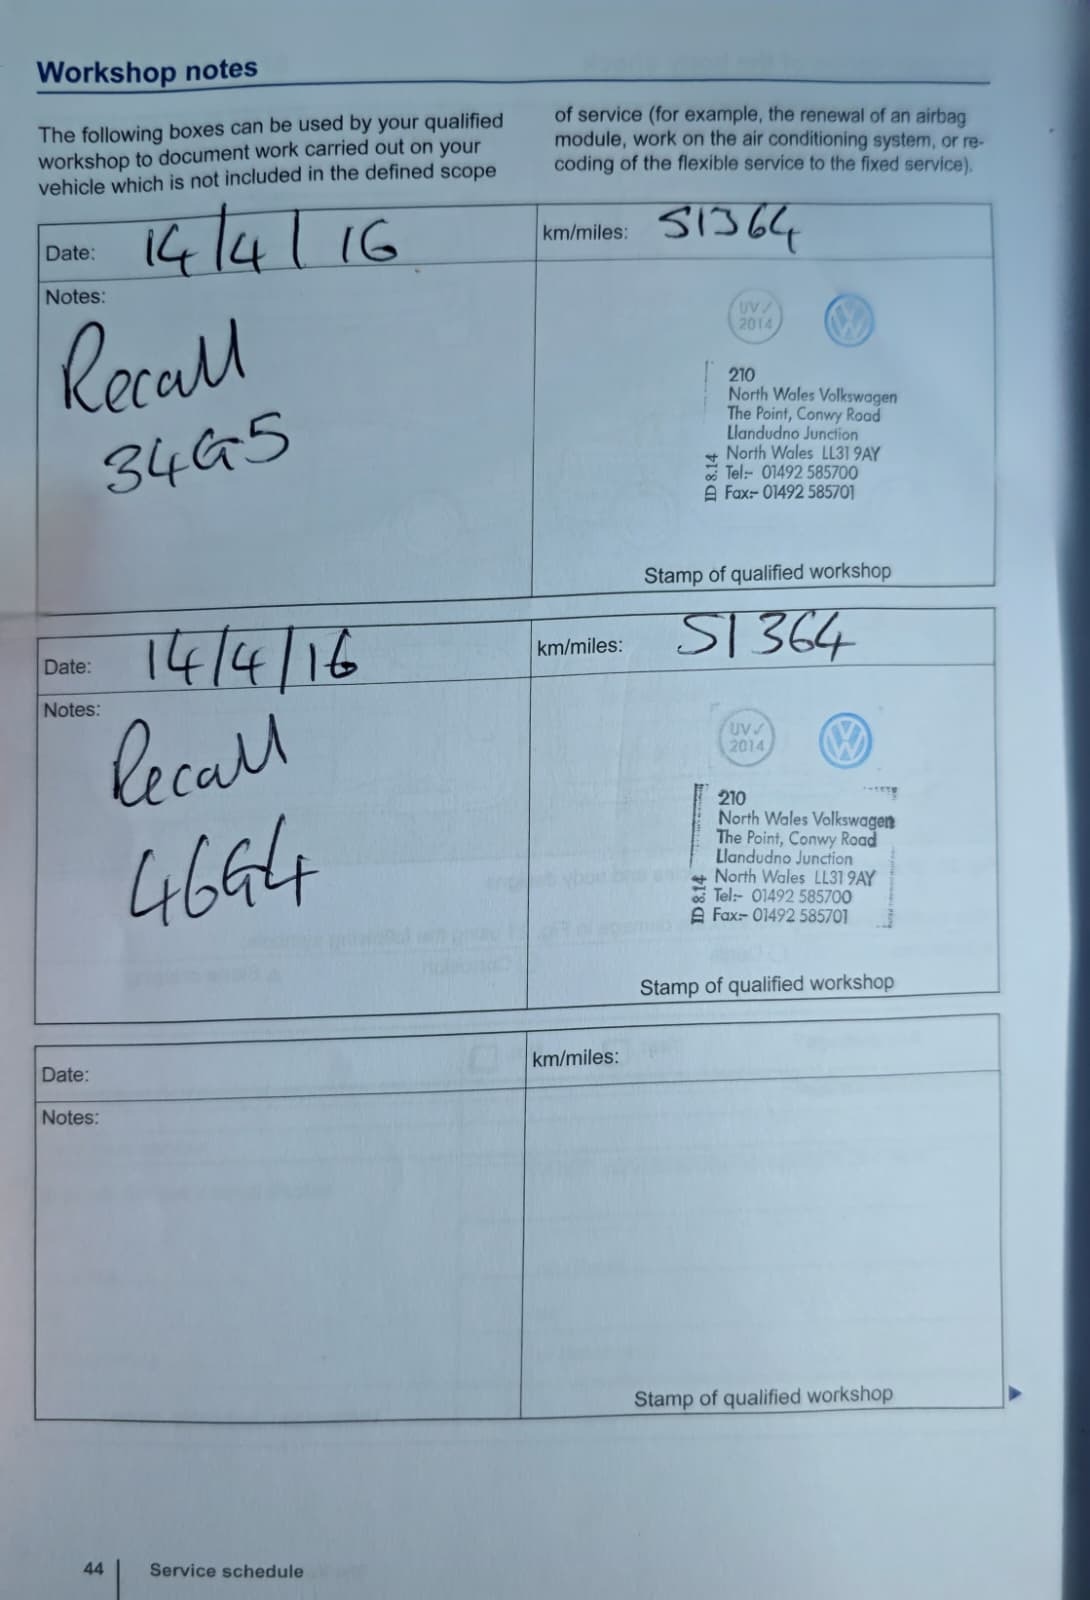 Workshop notes
The following boxes can be used by your qualified
workshop to document work carried out on your
vehicle which is not included in the defined scope
of service (for example, the renewal of an airbag
module, work on the air conditioning system, or re-
coding of the flexible service to the fixed service).
Date: 14/4/16
km/miles: 51364
Notes:
Recall
34G5
UV✓
2014
210
North Wales Volkswagen
The Point, Conwy Road
Llandudno Junction
North Wales LL31 9AY
Tel:- 01492 585700
Fax:- 01492 585701
ID 8.14
Stamp of qualified workshop
Date: 14/4/16
km/miles: 51364
Notes:
Recall
46G4
UV✓
2014
210
North Wales Volkswagen
The Point, Conwy Road
Llandudno Junction
North Wales LL31 9AY
Tel:- 01492 585700
Fax:- 01492 585701
ID 8.14
Stamp of qualified workshop
Date:
km/miles:
Notes:
Stamp of qualified workshop
44
Service schedule